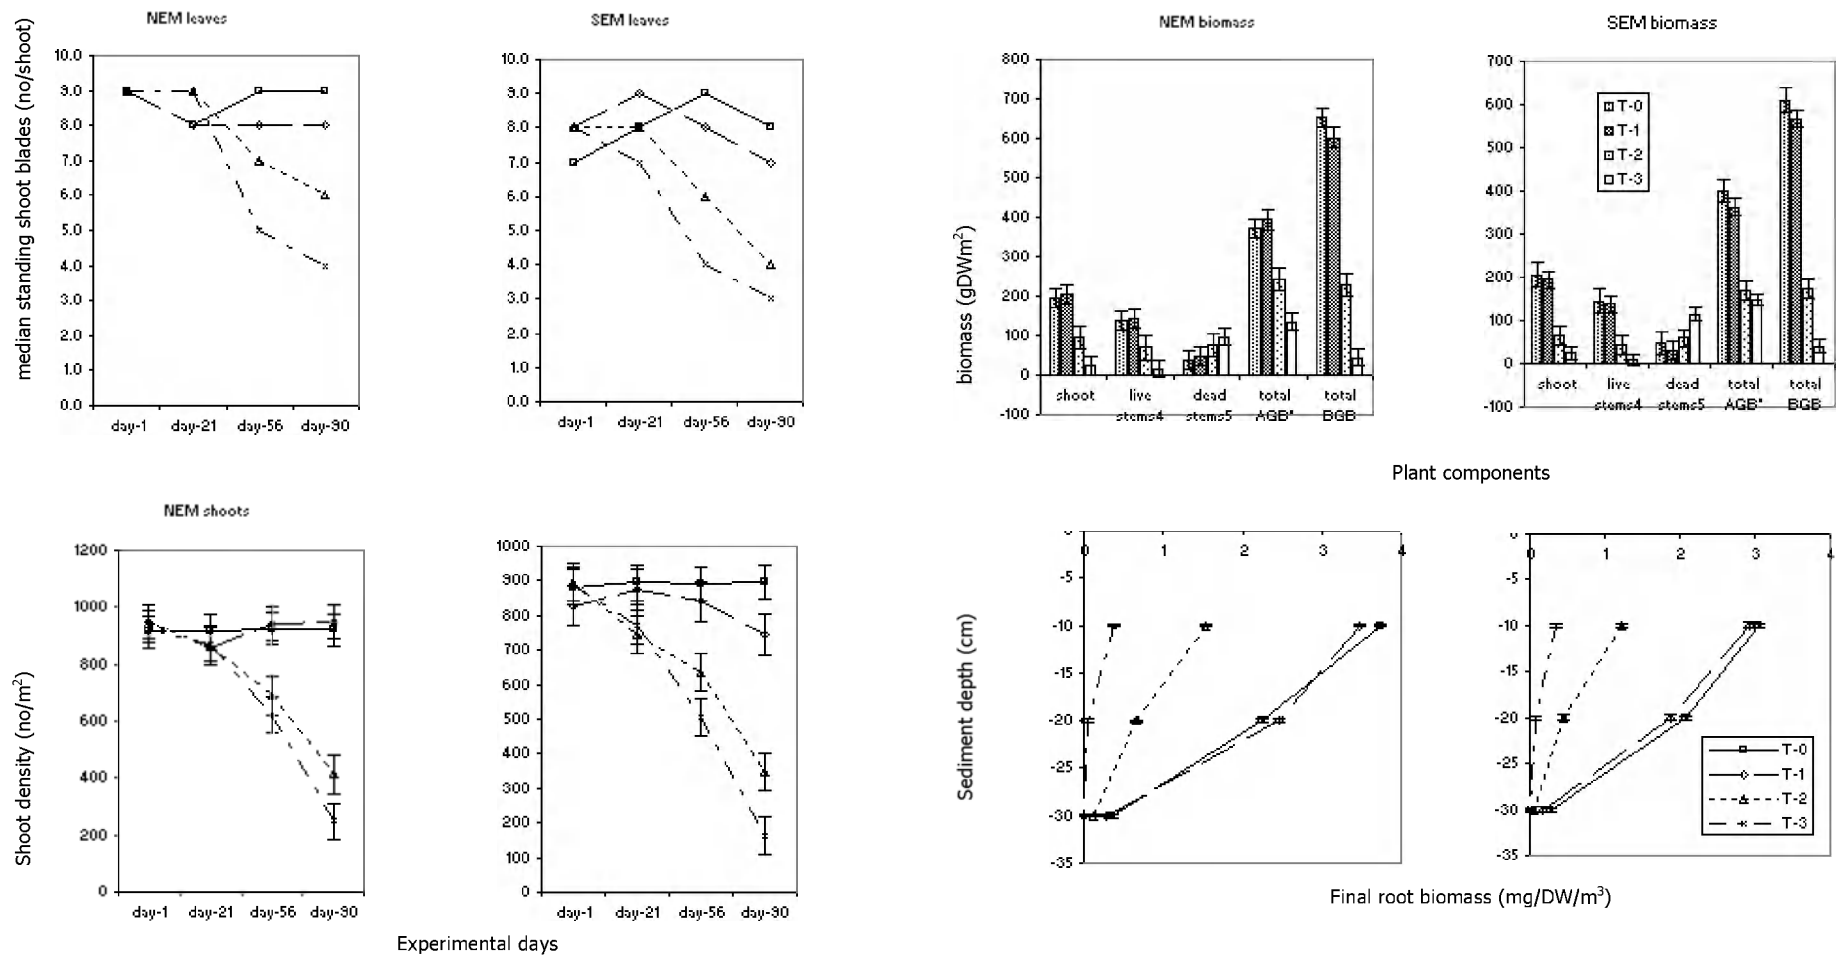 NEM leaves
SEM leaves
NEM biomass
SEM biomass
median standing shoot blades (no/shoot)
10.0
9.0
8.0
7.0
6.0
5.0
4.0
3.0
2.0
1.0
0.0
day-1 day-21 day-56 day-90
10.0
9.0
8.0
7.0
6.0
5.0
4.0
3.0
2.0
1.0
0.0
day-1 day-21 day-56 day-90
biomass (gDWm²)
800
700
600
500
400
300
200
100
0
-100
shoot live dead total total
stems4 stems5 AGB* BGB
700
600
500
400
300
200
100
0
-100
T-0
T-1
T-2
T-3
shoot live dead total total
stems4 stems5 AGB* BGB
Plant components
NEM shoots
Shoot density (no/m²)
1200
1000
800
600
400
200
0
day-1 day-21 day-56 day-90
1000
900
800
700
600
500
400
300
200
100
0
day-1 day-21 day-56 day-90
Experimental days
Sediment depth (cm)
0 1 2 3 4
-5
-10
-15
-20
-25
-30
-35
0 1 2 3 4
-5
-10
-15
-20
-25
-30
-35
T-0
T-1
T-2
T-3
Final root biomass (mg/DW/m³)